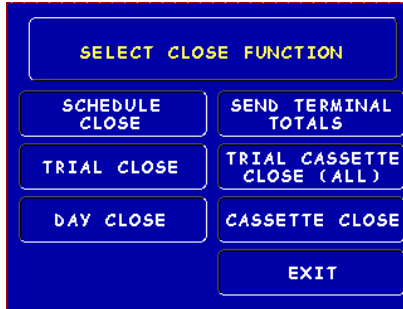 SELECT CLOSE FUNCTION
SCHEDULE
CLOSE
SEND TERMINAL
TOTALS
TRIAL CLOSE
TRIAL CASSETTE
CLOSE (ALL)
DAY CLOSE
CASSETTE CLOSE
EXIT